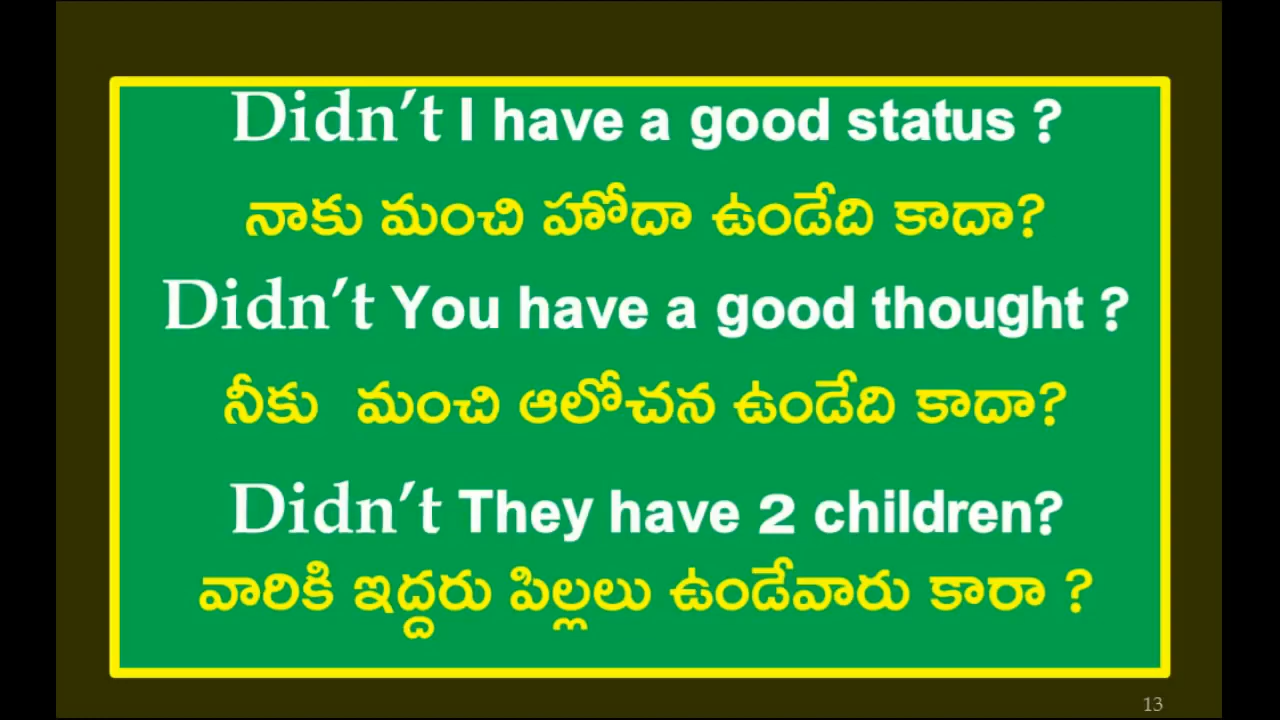 Didn’t I have a good status ?
నాకు మంచి హోదా ఉండేది కాదా?
Didn’t You have a good thought ?
నీకు మంచి ఆలోచన ఉండేది కాదా?
Didn’t They have 2 children?
వారికి ఇద్దరు పిల్లలు ఉండేవారు కారా ?
13